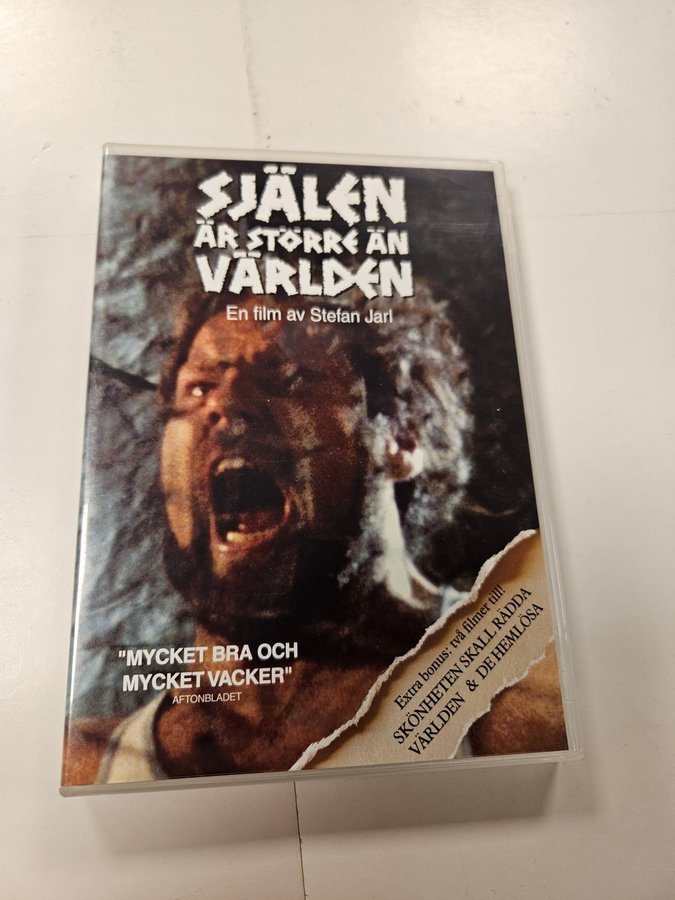 SJÄLEN
ÄR STÖRRE ÄN
VÄRLDEN
En film av Stefan Jarl
"MYCKET BRA OCH
MYCKET VACKER"
AFTONBLADET
Extra bonus: två filmer till!
SKÖNHETEN SKALL RÄDDA
VÄRLDEN & DE HEMLÖSA